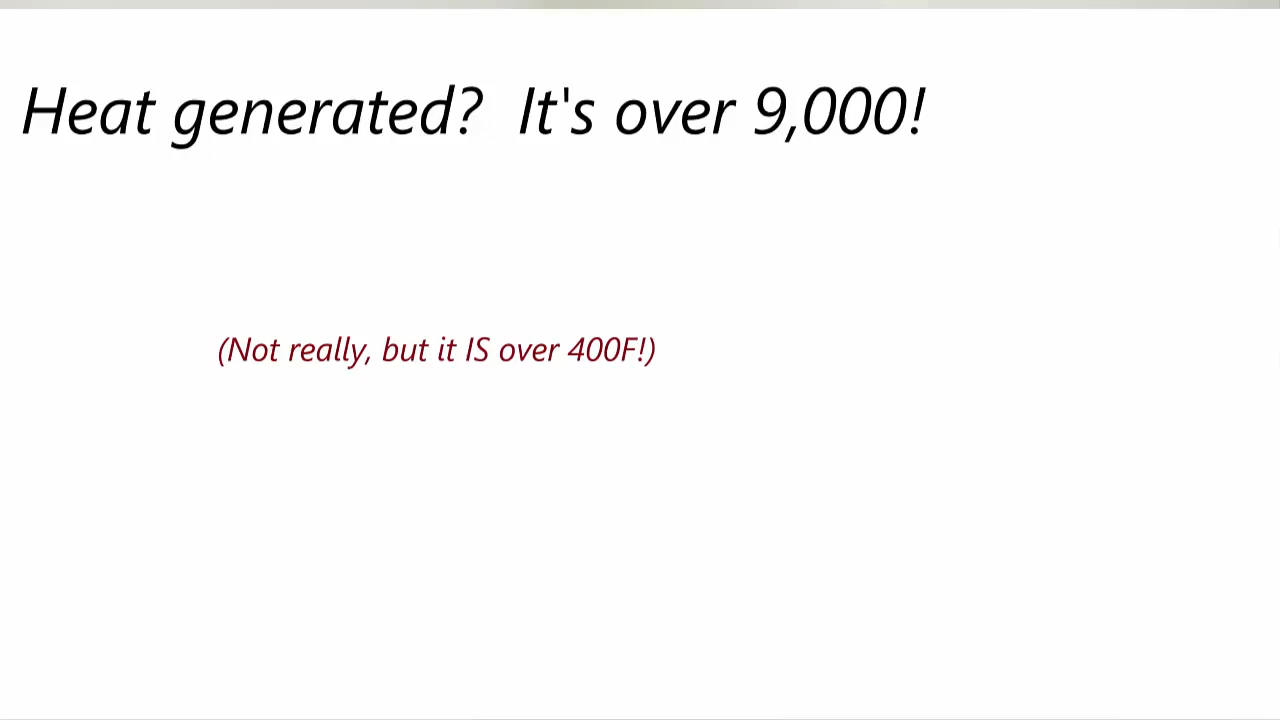 Heat generated?  It's over 9,000!
(Not really, but it IS over 400F!)